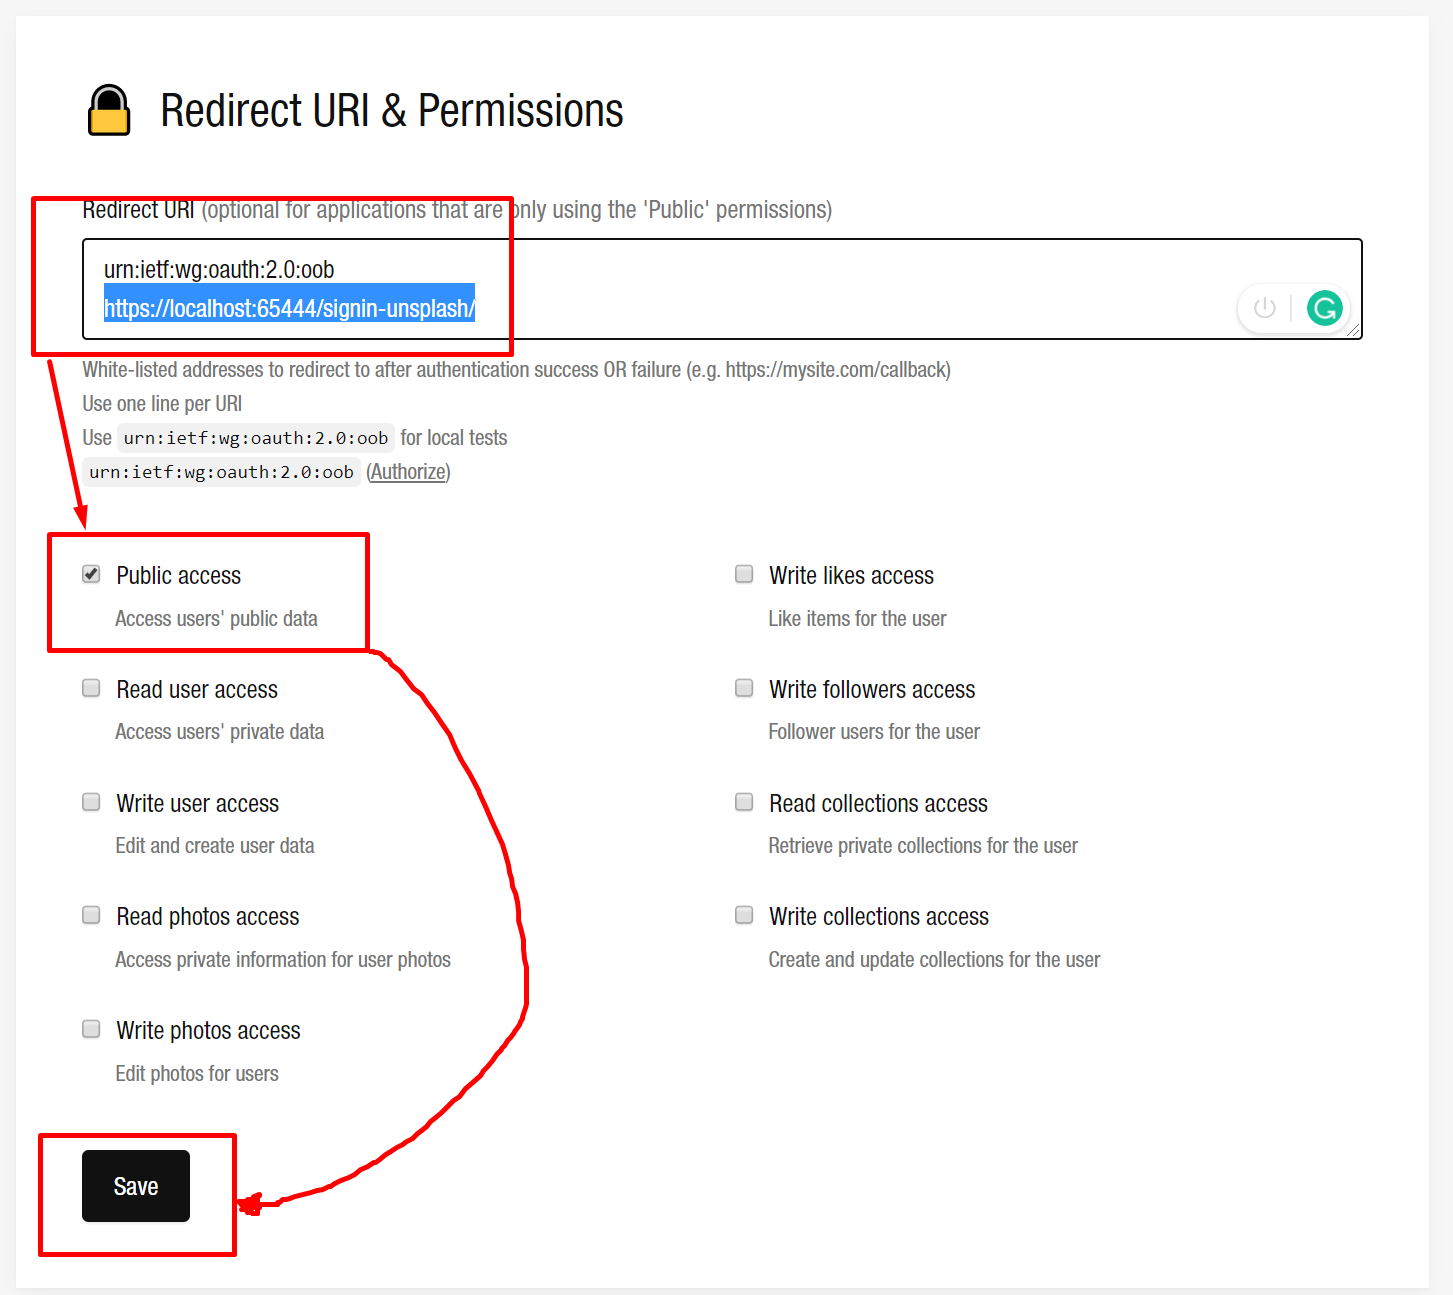 Redirect URI & Permissions
Redirect URI (optional for applications that are only using the 'Public' permissions)
urn:ietf:wg:oauth:2.0:oob
https://localhost:65444/signin-unsplash/
White-listed addresses to redirect to after authentication success OR failure (e.g. https://mysite.com/callback)
Use one line per URI
Use urn:ietf:wg:oauth:2.0:oob for local tests
urn:ietf:wg:oauth:2.0:oob (Authorize)
Public access
Access users' public data
Read user access
Access users' private data
Write user access
Edit and create user data
Read photos access
Access private information for user photos
Write photos access
Edit photos for users
Write likes access
Like items for the user
Write followers access
Follower users for the user
Read collections access
Retrieve private collections for the user
Write collections access
Create and update collections for the user
Save